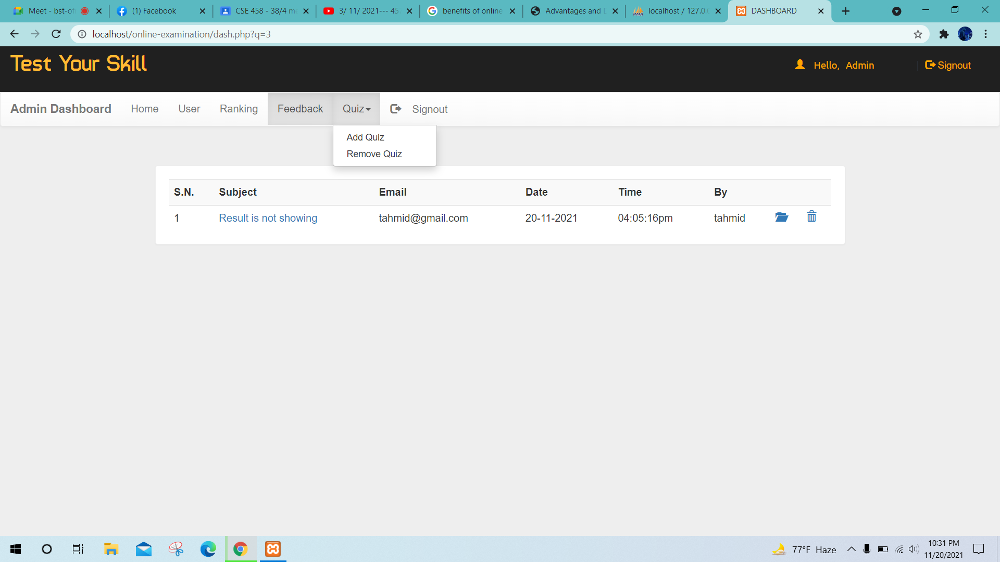 Meet - bst-of
(1) Facebook
CSE 458 - 38/4 m
3/ 11/ 2021--- 457
benefits of online
Advantages and D
localhost / 127.0.0
DASHBOARD
localhost/online-examination/dash.php?q=3
Test Your Skill
Hello, Admin
Signout
Admin Dashboard
Home
User
Ranking
Feedback
Quiz
Signout
Add Quiz
Remove Quiz
S.N. Subject Email Date Time By
1 Result is not showing tahmid@gmail.com 20-11-2021 04:05:16pm tahmid
77°F Haze
10:31 PM
11/20/2021